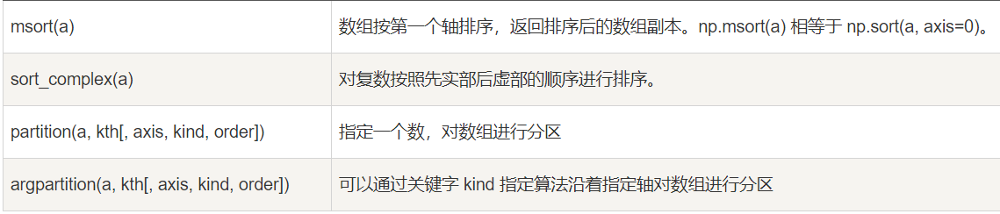 msort(a) 数组按第一个轴排序，返回排序后的数组副本。np.msort(a) 相等于 np.sort(a, axis=0)。
sort_complex(a) 对复数按照先实部后虚部的顺序进行排序。
partition(a, kth[, axis, kind, order]) 指定一个数，对数组进行分区
argpartition(a, kth[, axis, kind, order]) 可以通过关键字 kind 指定算法沿着指定轴对数组进行分区